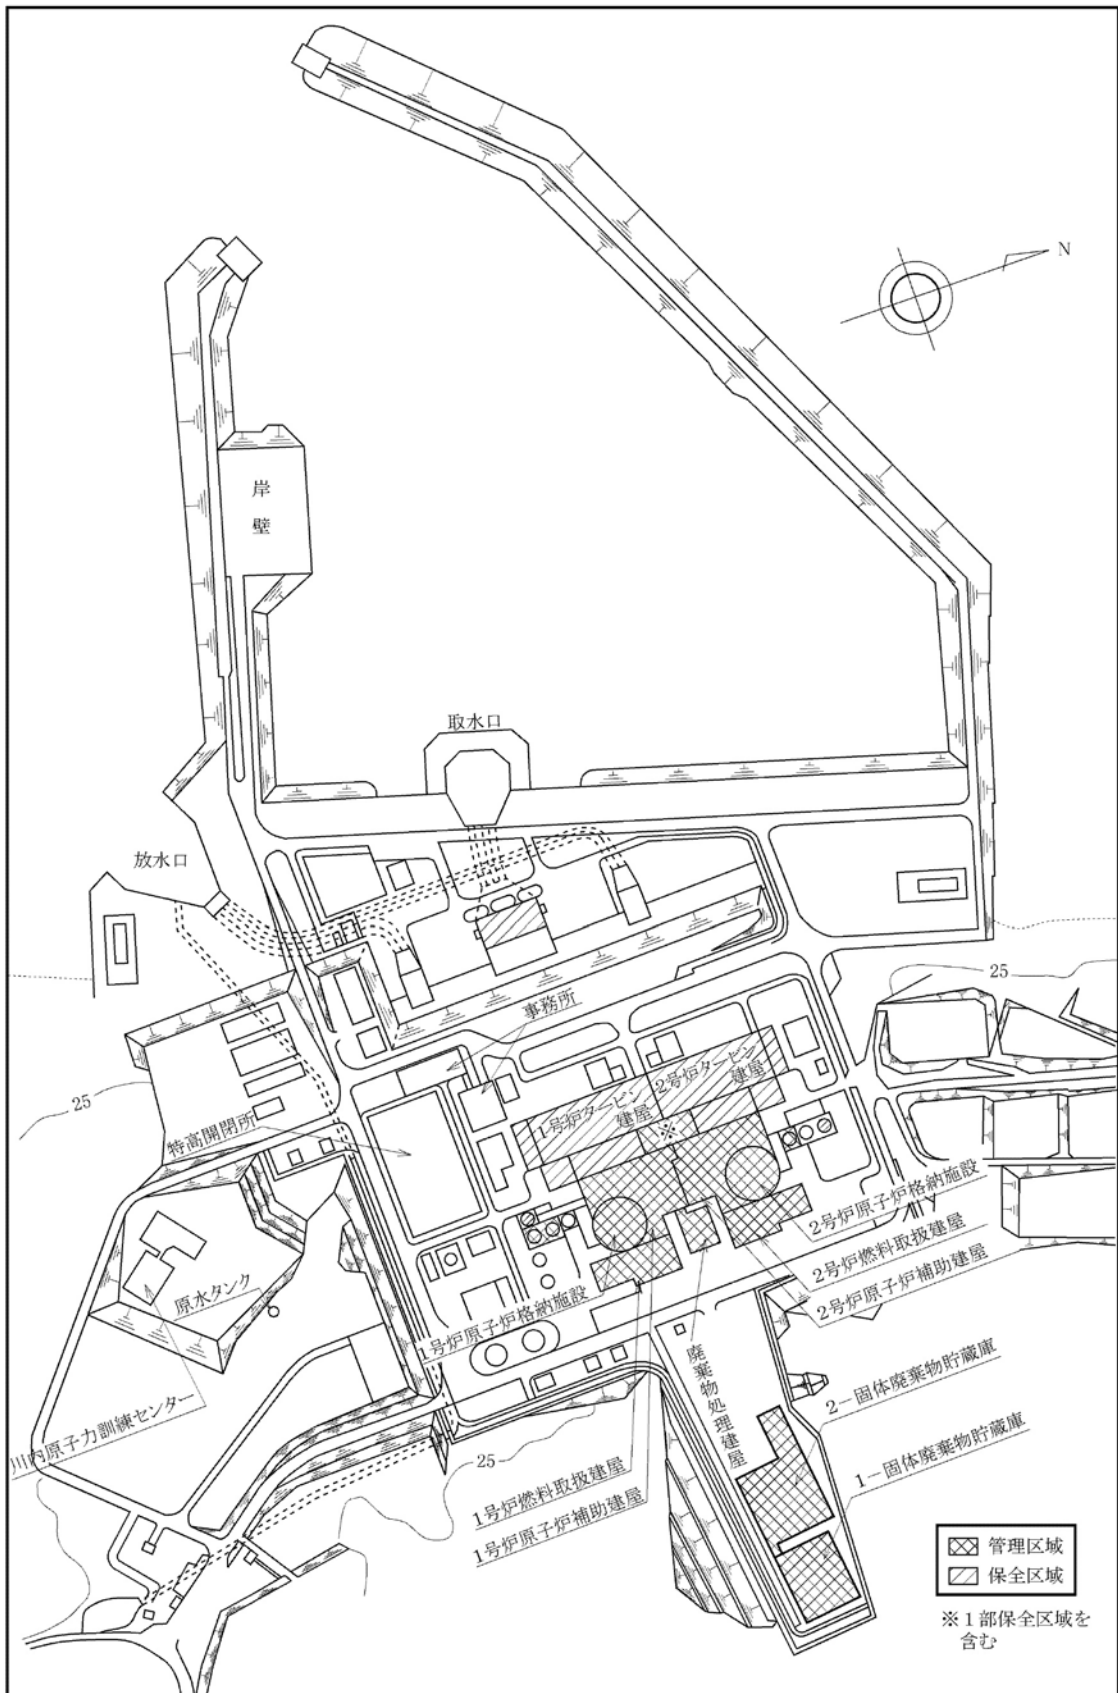 N
岸壁
取水口
放水口
25
事務所
25
特高開閉所
1号炉タービン建屋
2号炉タービン建屋
※
2号炉原子炉格納施設
2号炉燃料取扱建屋
2号炉原子炉補助建屋
原水タンク
1号炉原子炉格納施設
川内原子力訓練センター
廃棄物処理建屋
2－固体廃棄物貯蔵庫
1－固体廃棄物貯蔵庫
25
1号炉燃料取扱建屋
1号炉原子炉補助建屋
管理区域
保全区域
※1部保全区域を
含む